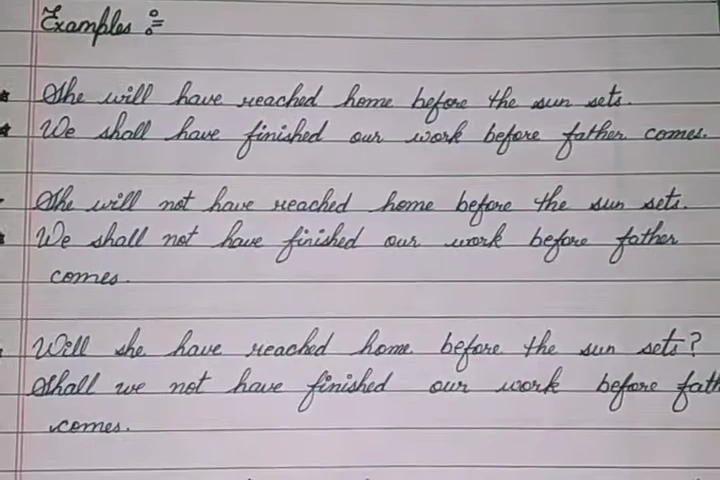 Examples :=
★ She will have reached home before the sun sets.
★ We shall have finished our work before father comes.
She will not have reached home before the sun sets.
We shall not have finished our work before father
comes.
Will she have reached home before the sun sets?
Shall we not have finished our work before fath
comes.